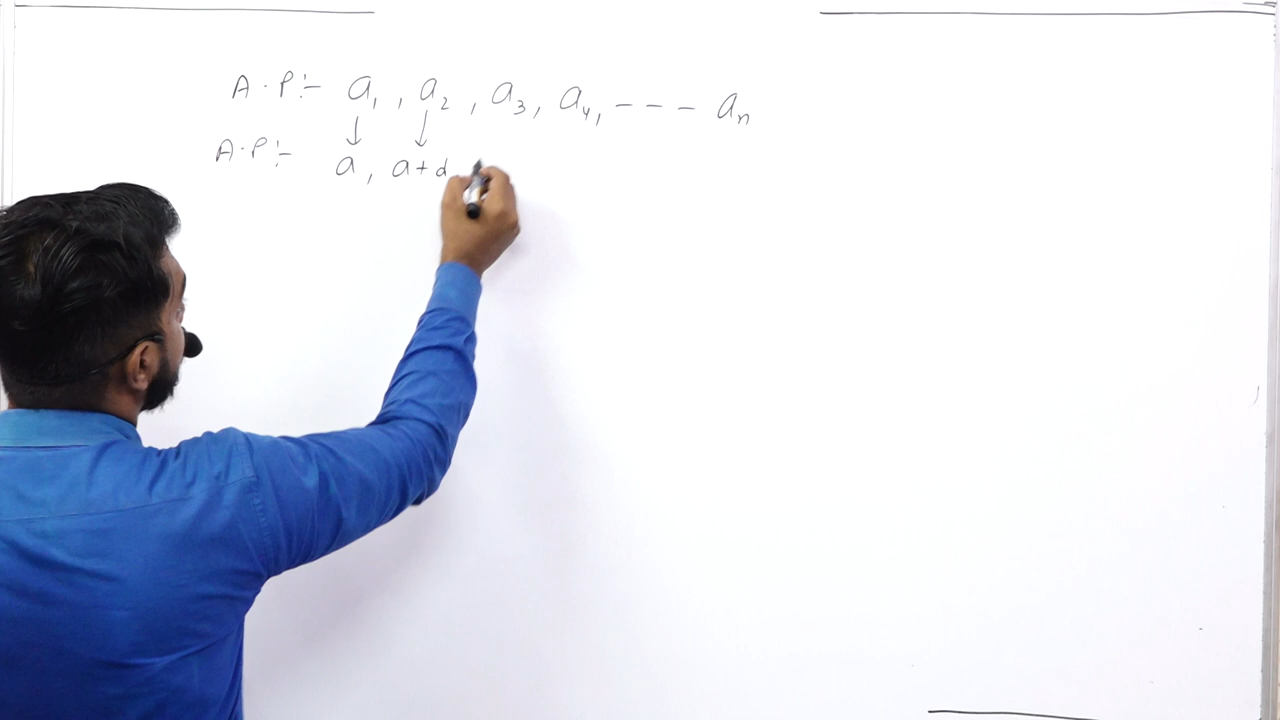 A.P:- a₁, a₂, a₃, a₄, - - - aₙ
↓ ↓
A.P:- a, a+d